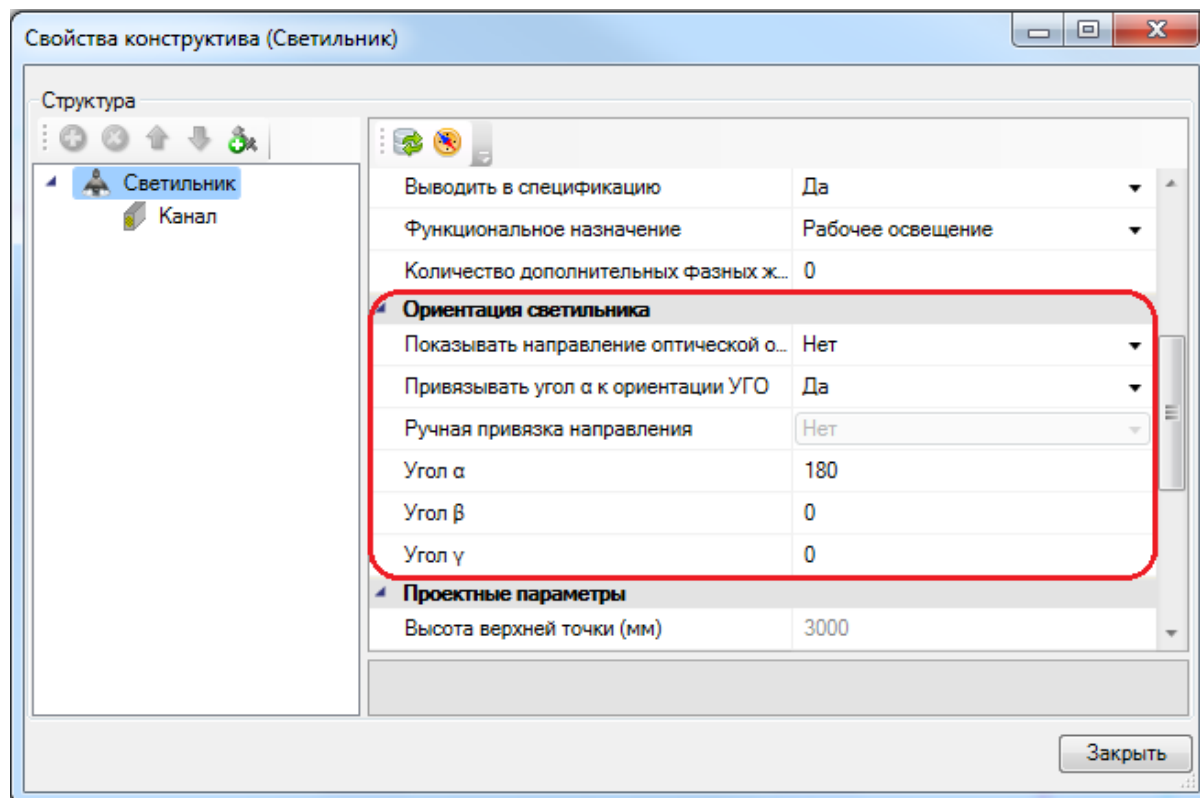 Свойства конструктива (Светильник)
Структура
Светильник
Канал
Выводить в спецификацию Да
Функциональное назначение Рабочее освещение
Количество дополнительных фазных ж... 0
Ориентация светильника
Показывать направление оптической о... Нет
Привязывать угол α к ориентации УГО Да
Ручная привязка направления Нет
Угол α 180
Угол β 0
Угол γ 0
Проектные параметры
Высота верхней точки (мм) 3000
Закрыть